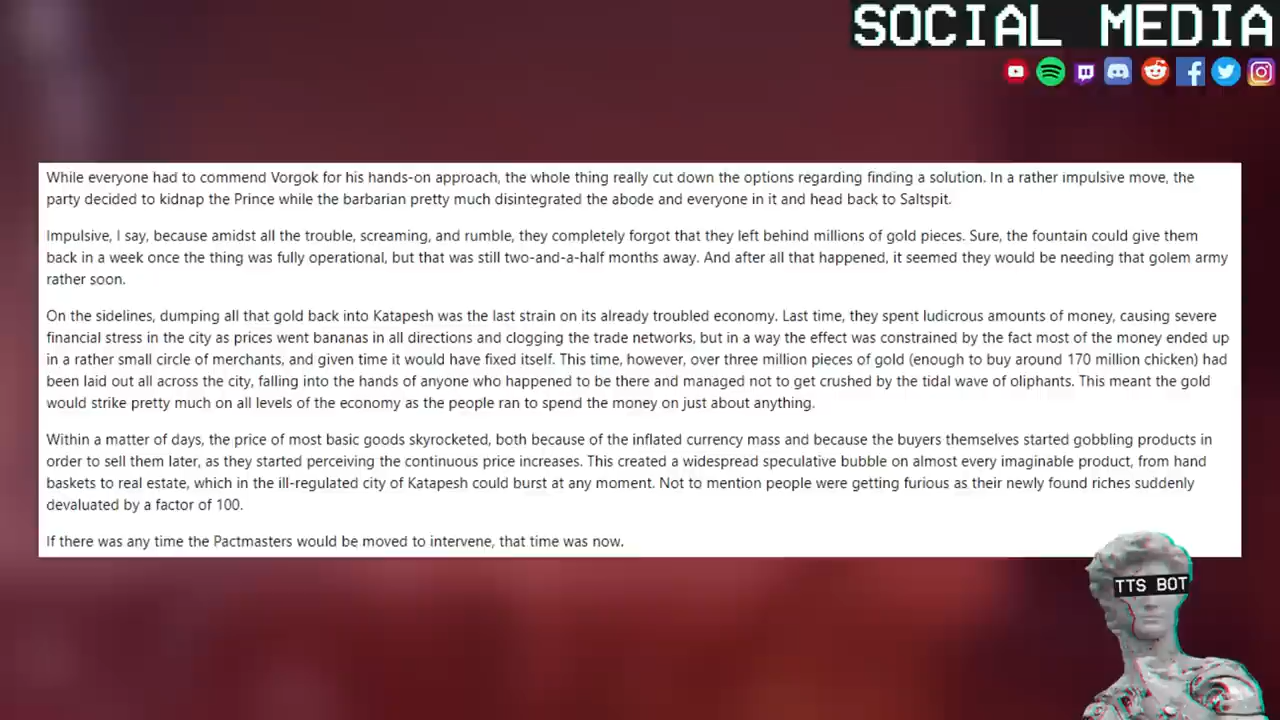 SOCIAL MEDIA
While everyone had to commend Vorgok for his hands-on approach, the whole thing really cut down the options regarding finding a solution. In a rather impulsive move, the
party decided to kidnap the Prince while the barbarian pretty much disintegrated the abode and everyone in it and head back to Saltspit.
Impulsive, I say, because amidst all the trouble, screaming, and rumble, they completely forgot that they left behind millions of gold pieces. Sure, the fountain could give them
back in a week once the thing was fully operational, but that was still two-and-a-half months away. And after all that happened, it seemed they would be needing that golem army
rather soon.
On the sidelines, dumping all that gold back into Katapesh was the last strain on its already troubled economy. Last time, they spent ludicrous amounts of money, causing severe
financial stress in the city as prices went bananas in all directions and clogging the trade networks, but in a way the effect was constrained by the fact most of the money ended up
in a rather small circle of merchants, and given time it would have fixed itself. This time, however, over three million pieces of gold (enough to buy around 170 million chicken) had
been laid out all across the city, falling into the hands of anyone who happened to be there and managed not to get crushed by the tidal wave of oliphants. This meant the gold
would strike pretty much on all levels of the economy as the people ran to spend the money on just about anything.
Within a matter of days, the price of most basic goods skyrocketed, both because of the inflated currency mass and because the buyers themselves started gobbling products in
order to sell them later, as they started perceiving the continuous price increases. This created a widespread speculative bubble on almost every imaginable product, from hand
baskets to real estate, which in the ill-regulated city of Katapesh could burst at any moment. Not to mention people were getting furious as their newly found riches suddenly
devaluated by a factor of 100.
If there was any time the Pactmasters would be moved to intervene, that time was now.
TTS BOT